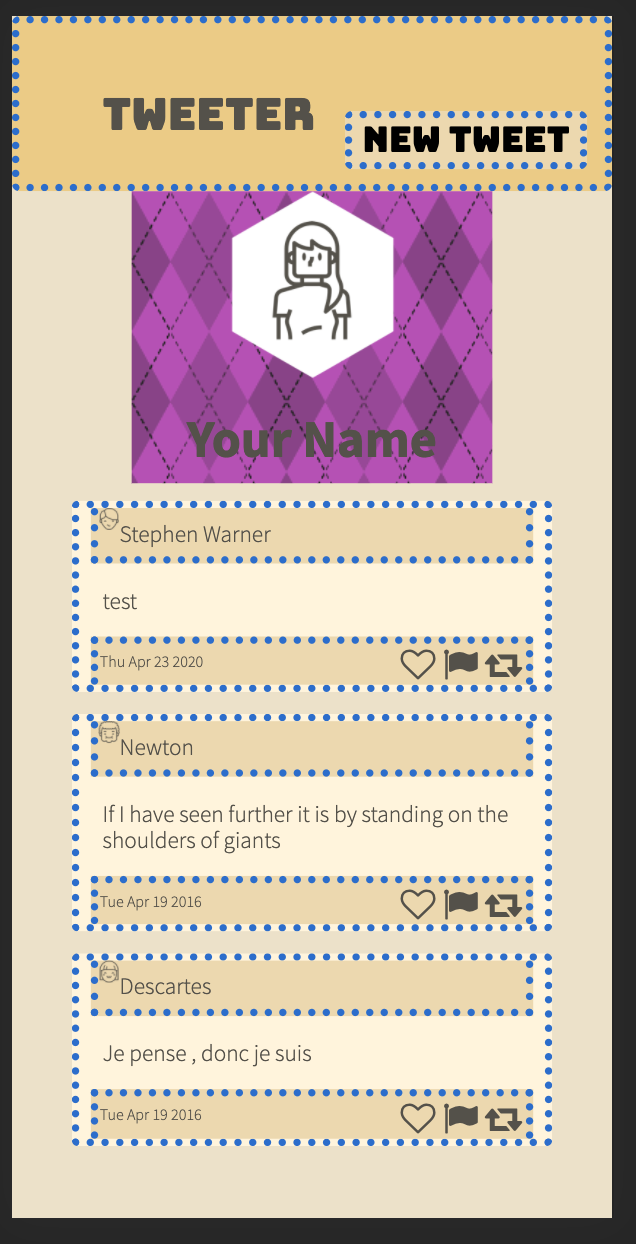 TWEETER
NEW TWEET
Your Name
Stephen Warner
test
Thu Apr 23 2020
Newton
If I have seen further it is by standing on the
shoulders of giants
Tue Apr 19 2016
Descartes
Je pense , donc je suis
Tue Apr 19 2016